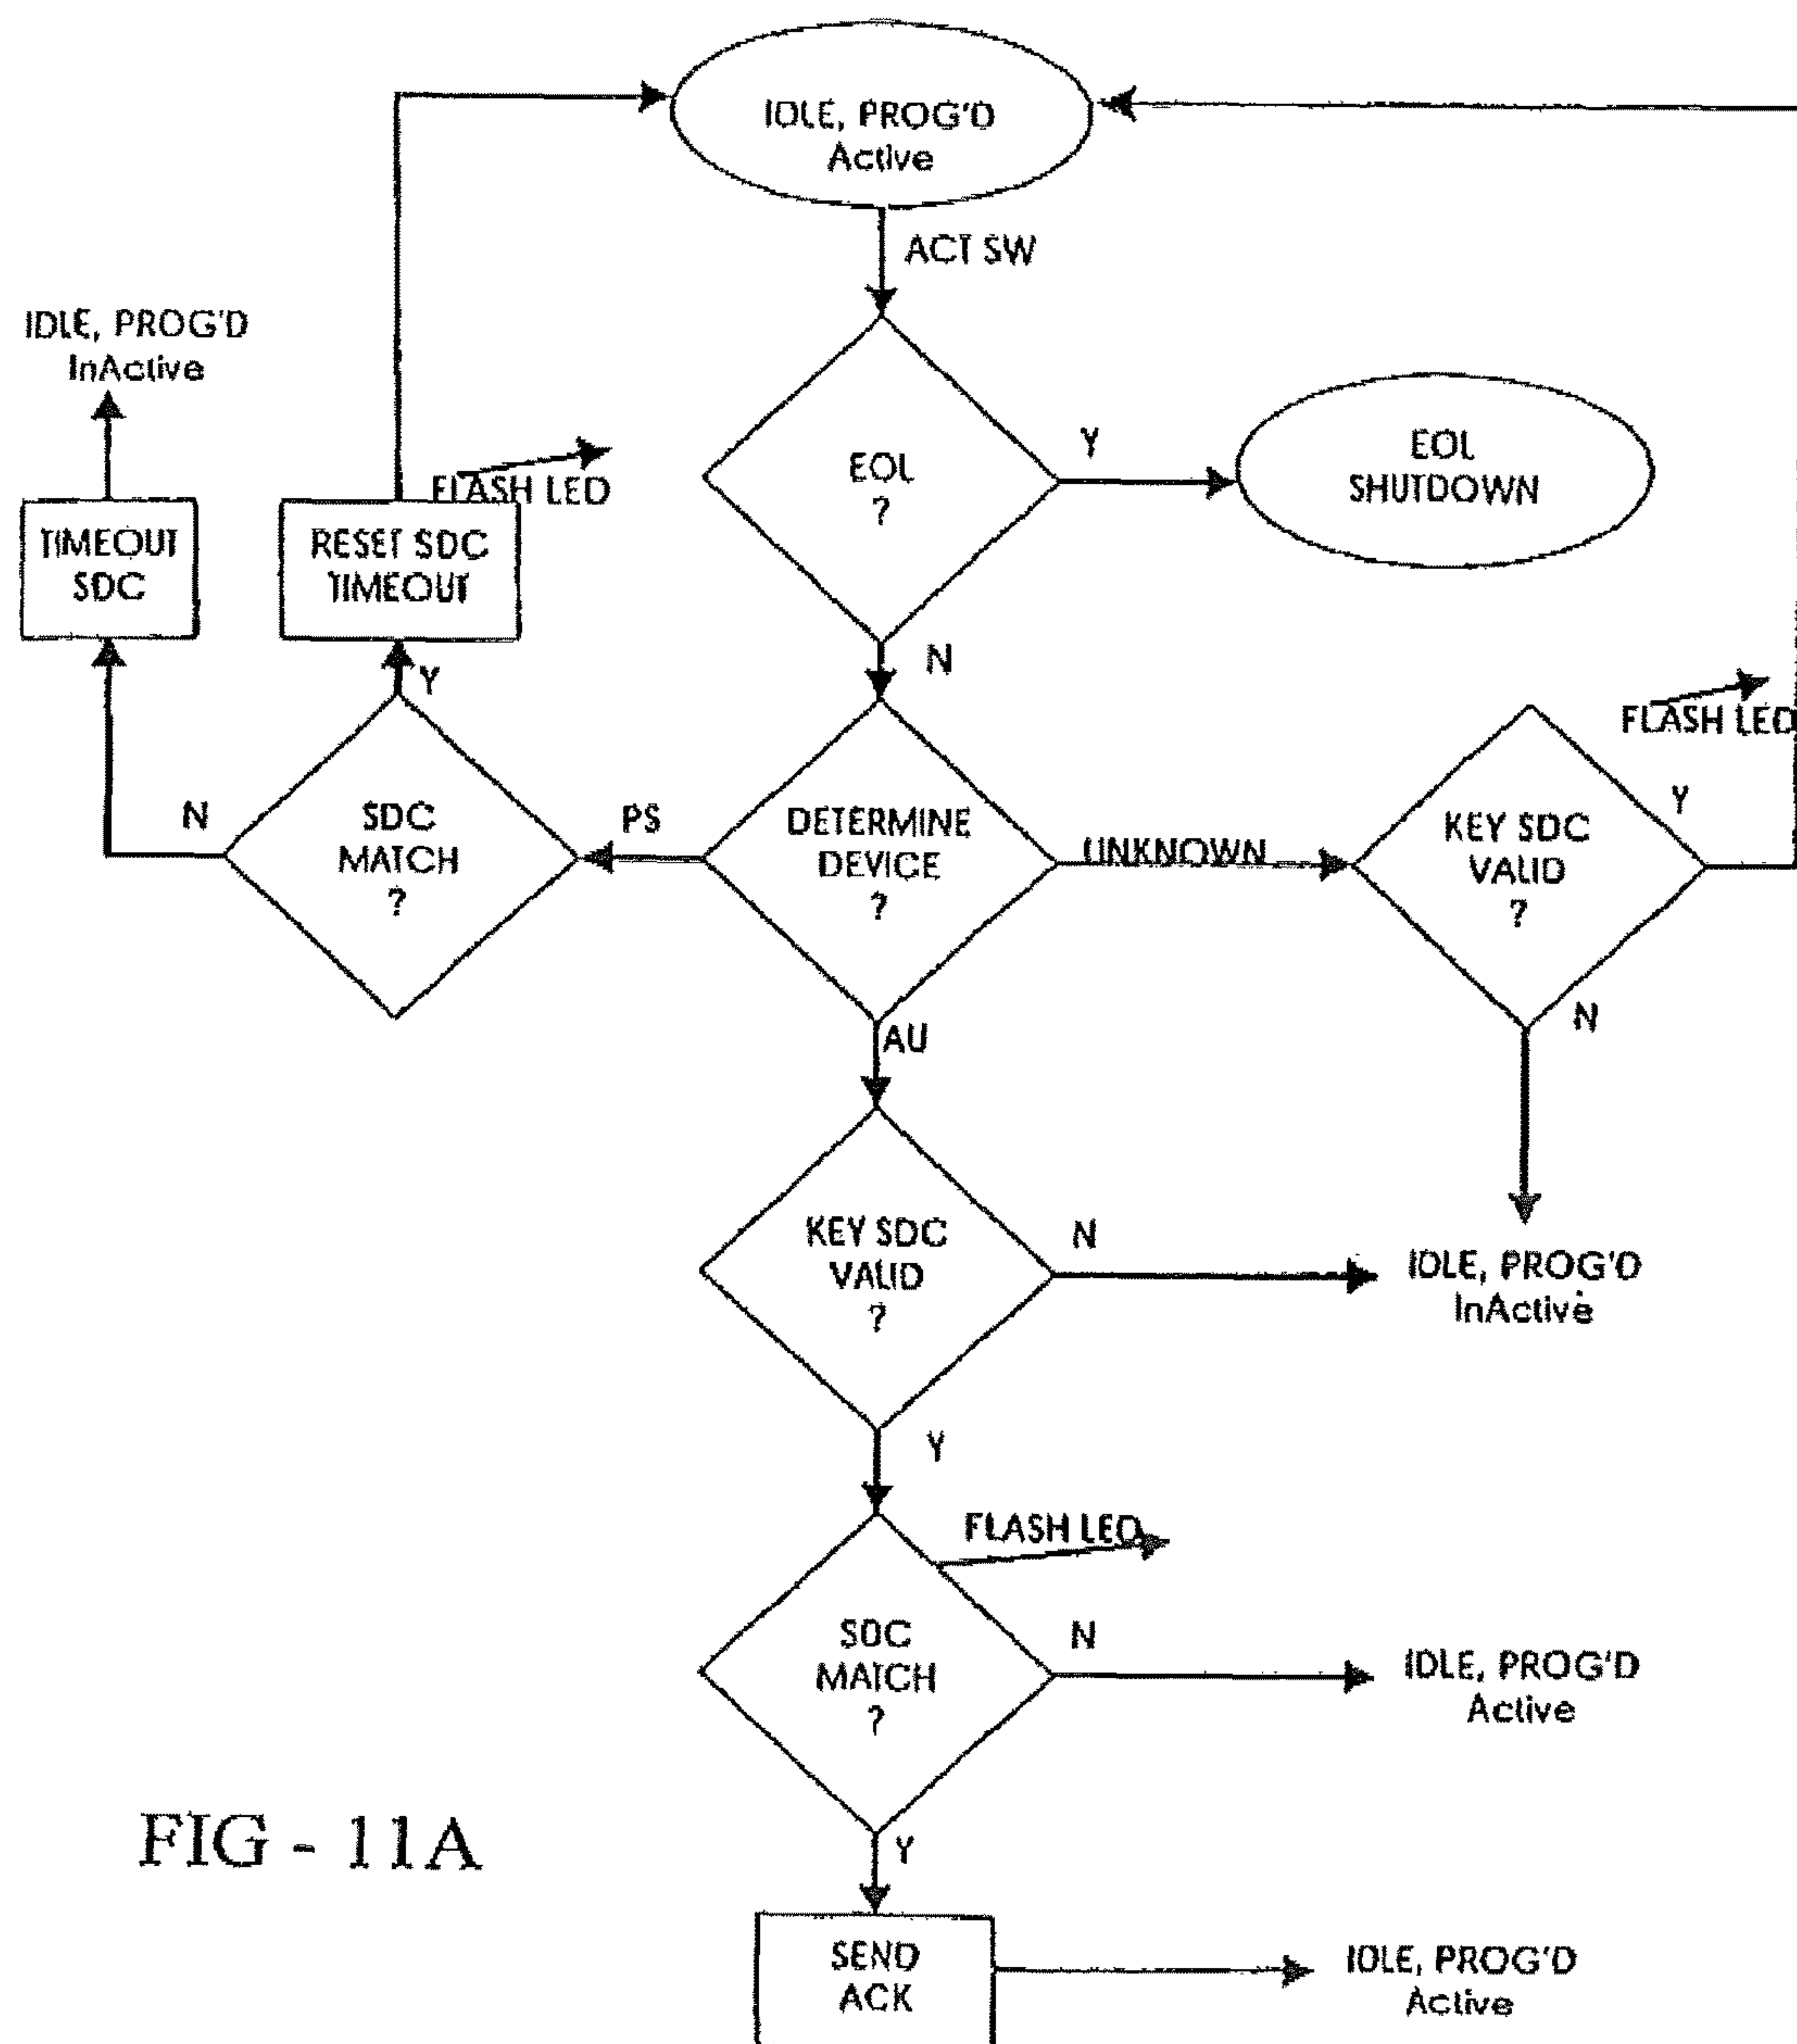 IDLE, PROG'D
Active
ACT SW
IDLE, PROG'D
InActive
EOL
?
Y
EOL
SHUTDOWN
FLASH LED
TIMEOUT
SDC
RESET SDC
TIMEOUT
N
Y
FLASH LED
N
SDC
MATCH
?
PS
DETERMINE
DEVICE
?
UNKNOWN
KEY SDC
VALID
?
Y
N
AU
KEY SDC
VALID
?
N
IDLE, PROG'D
InActive
Y
FLASH LED
SDC
MATCH
?
N
IDLE, PROG'D
Active
Y
FIG - 11A
SEND
ACK
IDLE, PROG'D
Active